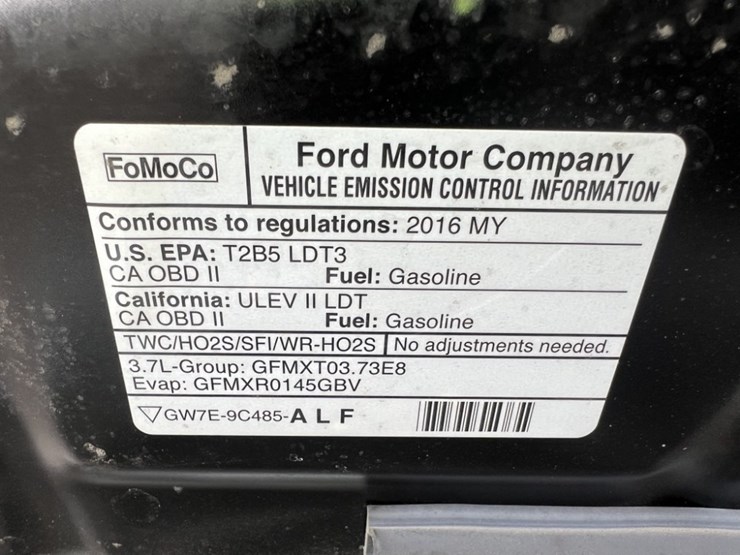 FoMoCo
Ford Motor Company
VEHICLE EMISSION CONTROL INFORMATION
Conforms to regulations: 2016 MY
U.S. EPA: T2B5 LDT3
CA OBD II Fuel: Gasoline
California: ULEV II LDT
CA OBD II Fuel: Gasoline
TWC/HO2S/SFI/WR-HO2S No adjustments needed.
3.7L-Group: GFMXT03.73E8
Evap: GFMXR0145GBV
GW7E-9C485-A L F